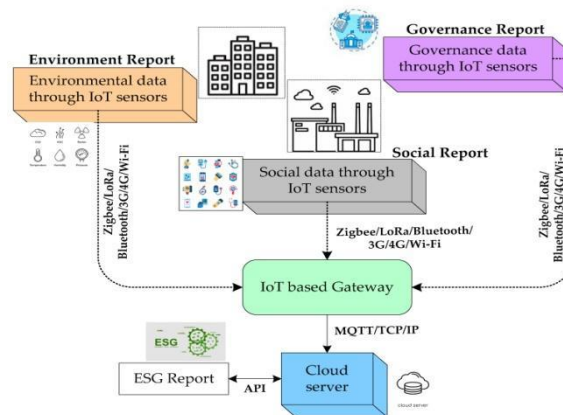 Governance Report
Governance data
through IoT sensors
Environment Report
Environmental data
through IoT sensors
Social Report
Social data through
IoT sensors
Zigbee/LoRa/
Bluetooth/3G/4G/Wi-Fi
Zigbee/LoRa/Bluetooth/
3G/4G/Wi-Fi
Zigbee/LoRa/
Bluetooth/3G/4G/Wi-Fi
IoT based Gateway
MQTT/TCP/IP
ESG
ESG Report
API
Cloud
server
CLOUD SERVER